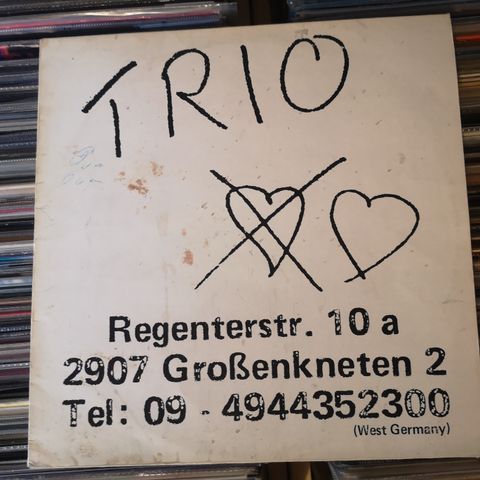 TRIO
Regenterstr. 10 a
2907 Großenkneten 2
Tel: 09 - 4944352300
(West Germany)